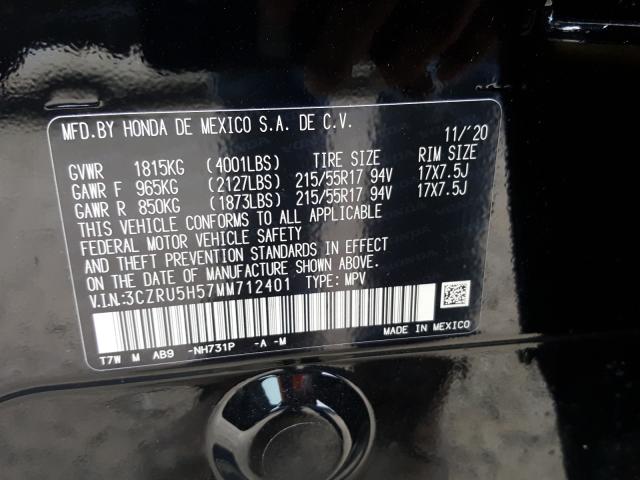 MFD.BY HONDA DE MEXICO S.A. DE C.V. 11/'20
GVWR 1815KG (4001LBS) TIRE SIZE RIM SIZE
GAWR F 965KG (2127LBS) 215/55R17 94V 17X7.5J
GAWR R 850KG (1873LBS) 215/55R17 94V 17X7.5J
THIS VEHICLE CONFORMS TO ALL APPLICABLE
FEDERAL MOTOR VEHICLE SAFETY
AND THEFT PREVENTION STANDARDS IN EFFECT
ON THE DATE OF MANUFACTURE SHOWN ABOVE.
V.I.N.:3CZRU5H57MM712401 TYPE: MPV
MADE IN MEXICO
T7W M AB9 -NH731P -A -M